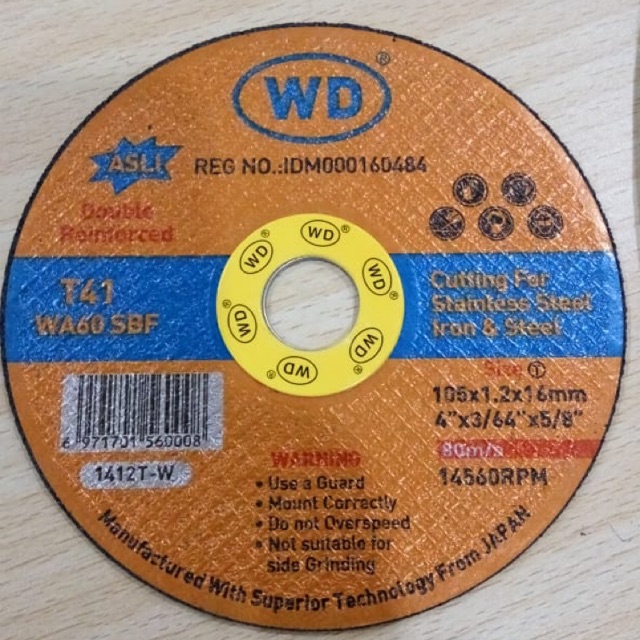 WD®
ASLI
REG NO.:IDM000160484
Double
Reinforced
WD®
WD®
WD®
WD®
WD®
WD®
T41
WA60 SBF
Cutting For
Stainless Steel
Iron & Steel
Size T
105x1.2x16mm
4"x3/64"x5/8"
80m/s
14560RPM
6 971701 560008
1412T-W
WARNING
• Use a Guard
• Mount Correctly
• Do not Overspeed
• Not suitable for
side Grinding
Manufactured With Superior Technology From JAPAN